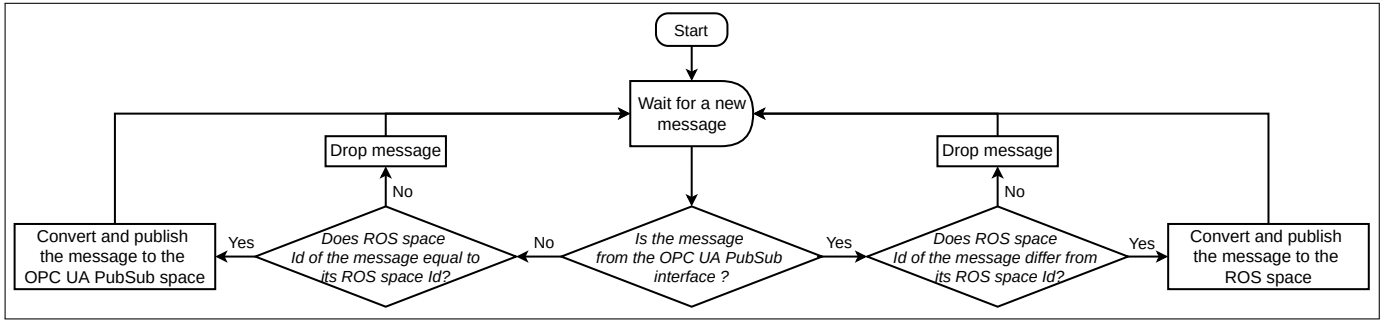 Start
Wait for a new
message
Drop message
Drop message
No
No
Convert and publish
the message to the
OPC UA PubSub space
Yes
Does ROS space
Id of the message equal to
its ROS space Id?
No
Is the message
from the OPC UA PubSub
interface ?
Yes
Does ROS space
Id of the message differ from
its ROS space Id?
Yes
Convert and publish
the message to the
ROS space